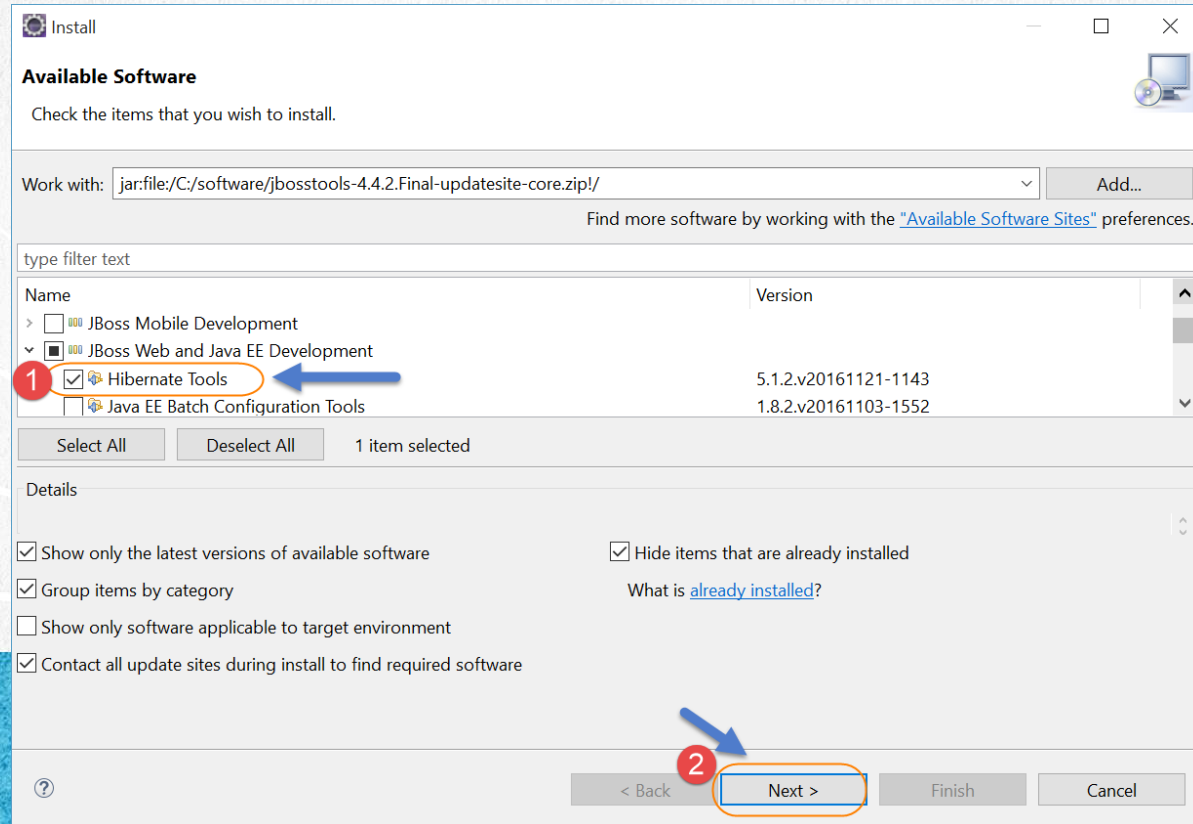 Install
Available Software
Check the items that you wish to install.
Work with: jar:file:/C:/software/jbosstools-4.4.2.Final-updatesite-core.zip!/ Add...
Find more software by working with the "Available Software Sites" preferences.
type filter text
Name Version
JBoss Mobile Development
JBoss Web and Java EE Development
1 Hibernate Tools 5.1.2.v20161121-1143
Java EE Batch Configuration Tools 1.8.2.v20161103-1552
Select All Deselect All 1 item selected
Details
Show only the latest versions of available software Hide items that are already installed
Group items by category What is already installed?
Show only software applicable to target environment
Contact all update sites during install to find required software
2
? < Back Next > Finish Cancel